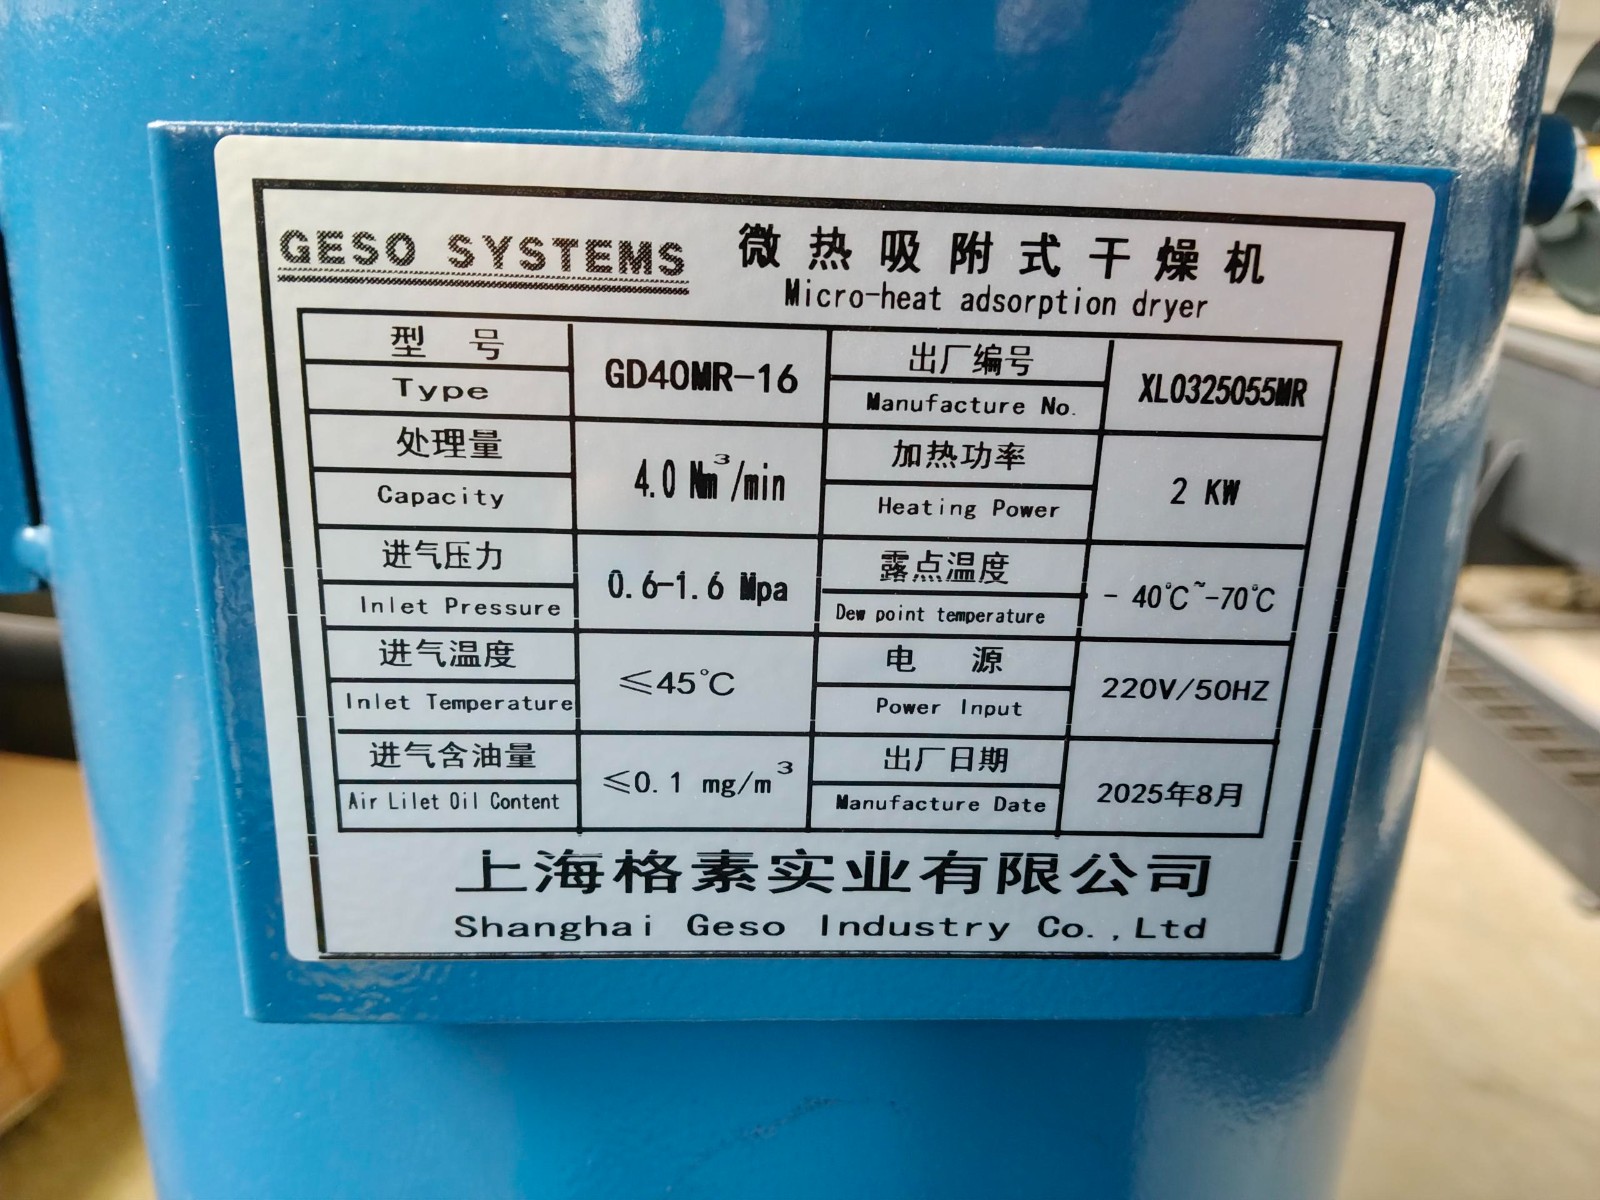 GESO SYSTEMS
微热吸附式干燥机
Micro-heat adsorption dryer
型 号
Type
GD40MR-16
出厂编号
Manufacture No.
XL0325055MR
处理量
Capacity
4.0 Nm³/min
加热功率
Heating Power
2 KW
进气压力
Inlet Pressure
0.6-1.6 Mpa
露点温度
Dew point temperature
- 40℃~-70℃
进气温度
Inlet Temperature
≤45℃
电 源
Power Input
220V/50HZ
进气含油量
Air Lilet Oil Content
≤0.1 mg/m³
出厂日期
Manufacture Date
2025年8月
上海格素实业有限公司
Shanghai Geso Industry Co.,Ltd